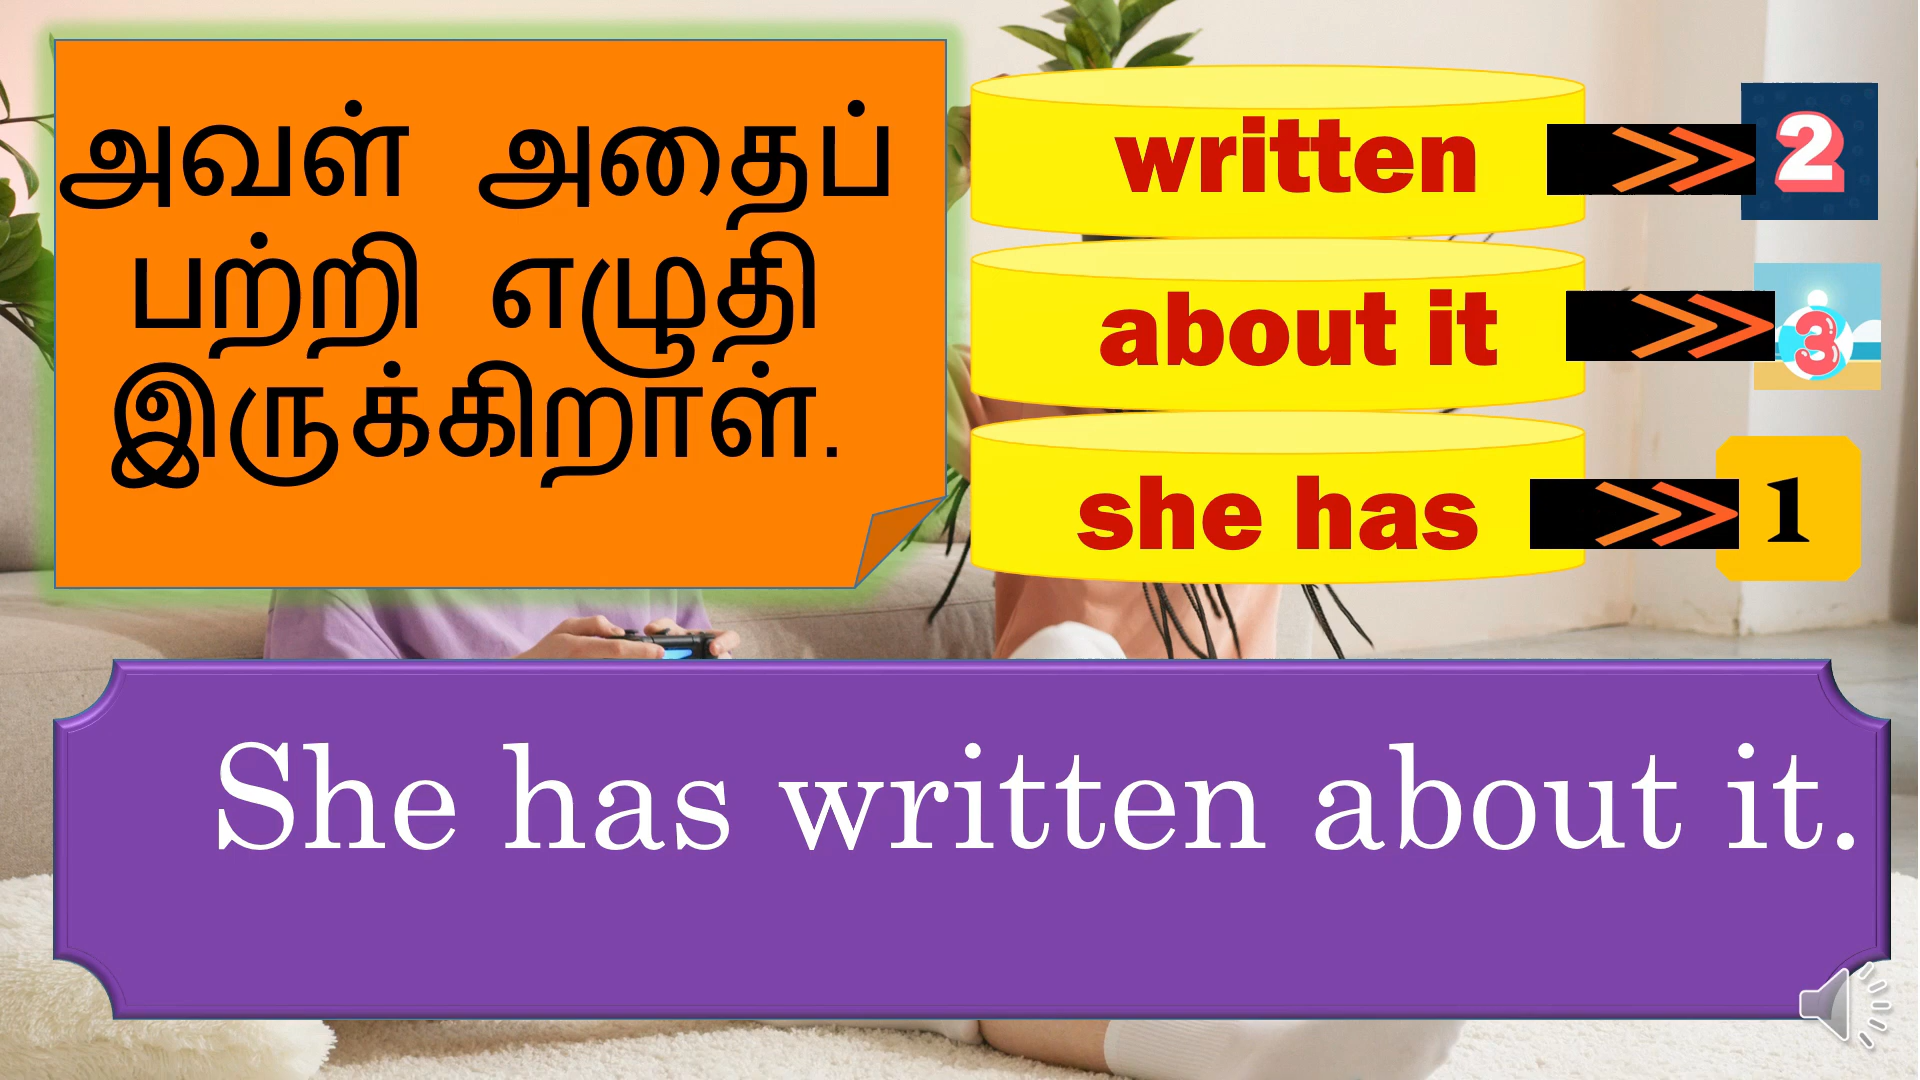 அவள் அதைப்
பற்றி எழுதி
இருக்கிறாள்.
written
2
about it
3
she has
1
She has written about it.